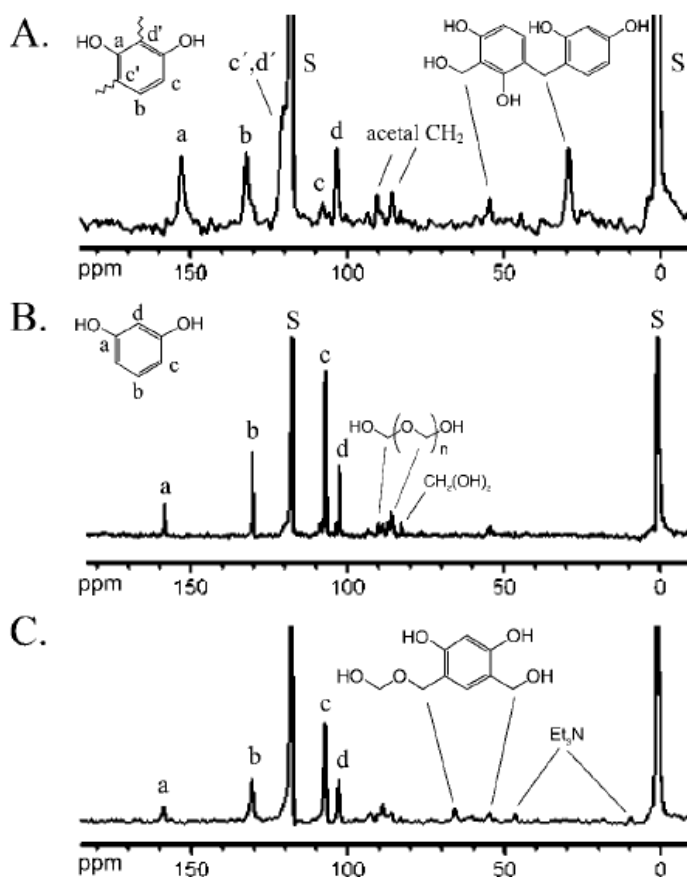 A.
HO a d' OH
c' c
b
c´,d´
S
HO OH
HO
OH
HO OH
S
a b c d
acetal CH₂
ppm 150 100 50 0
B.
HO d OH
a c
b
S
S
a b c d
HO ( O ) OH
n
CH₂(OH)₂
ppm 150 100 50 0
C.
HO OH
HO O OH
Et₃N
a b c d
ppm 150 100 50 0